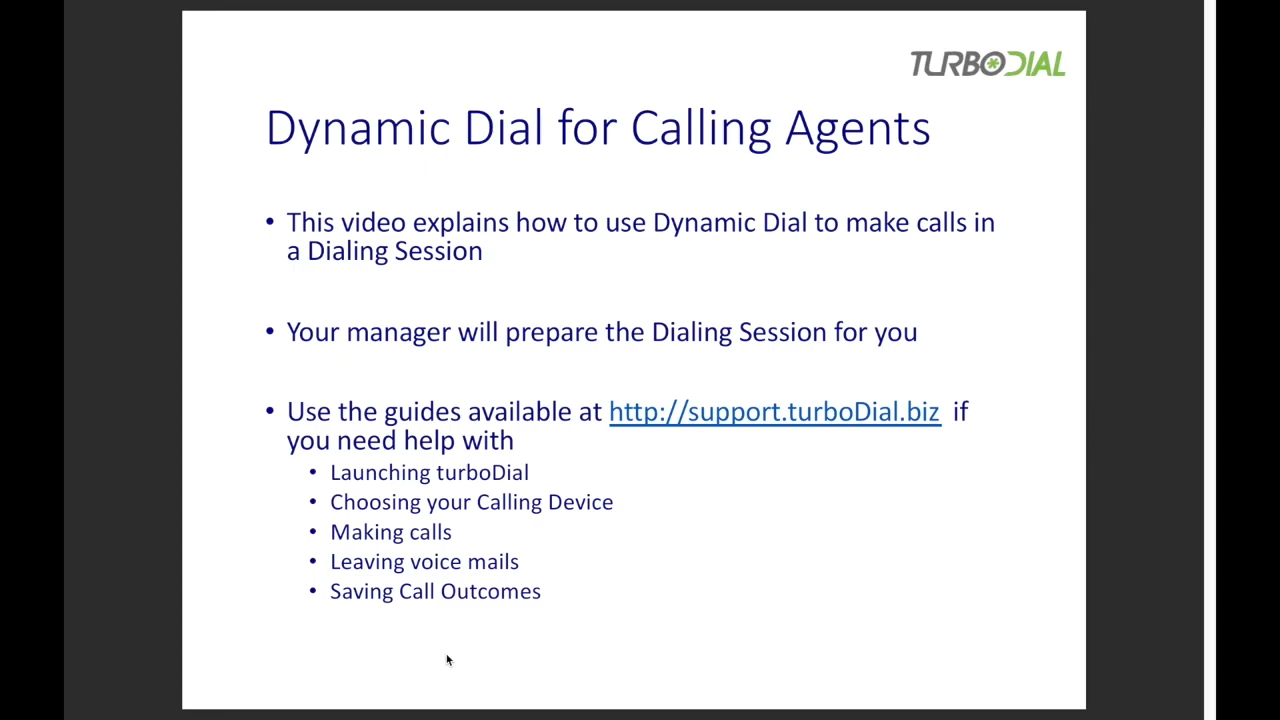 TURBODIAL
Dynamic Dial for Calling Agents
• This video explains how to use Dynamic Dial to make calls in
a Dialing Session
• Your manager will prepare the Dialing Session for you
• Use the guides available at http://support.turboDial.biz if
you need help with
• Launching turboDial
• Choosing your Calling Device
• Making calls
• Leaving voice mails
• Saving Call Outcomes